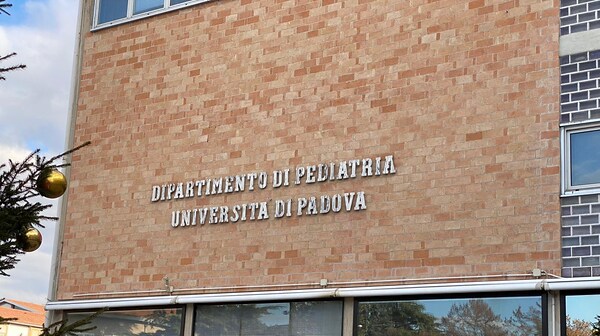 DIPARTIMENTO DI PEDIATRIA
UNIVERSITA' DI PADOVA